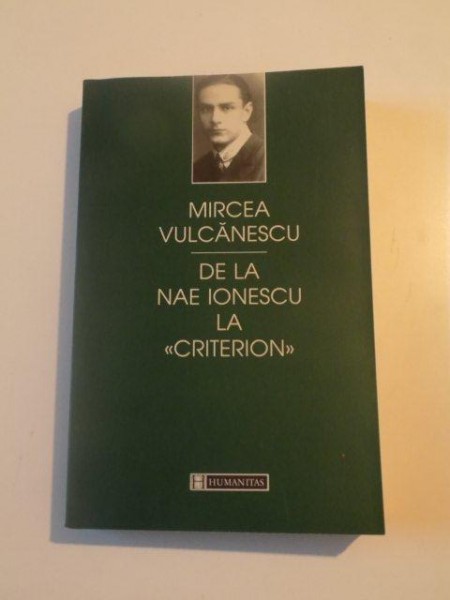 MIRCEA
VULCĂNESCU
DE LA
NAE IONESCU
LA
«CRITERION»
HUMANITAS